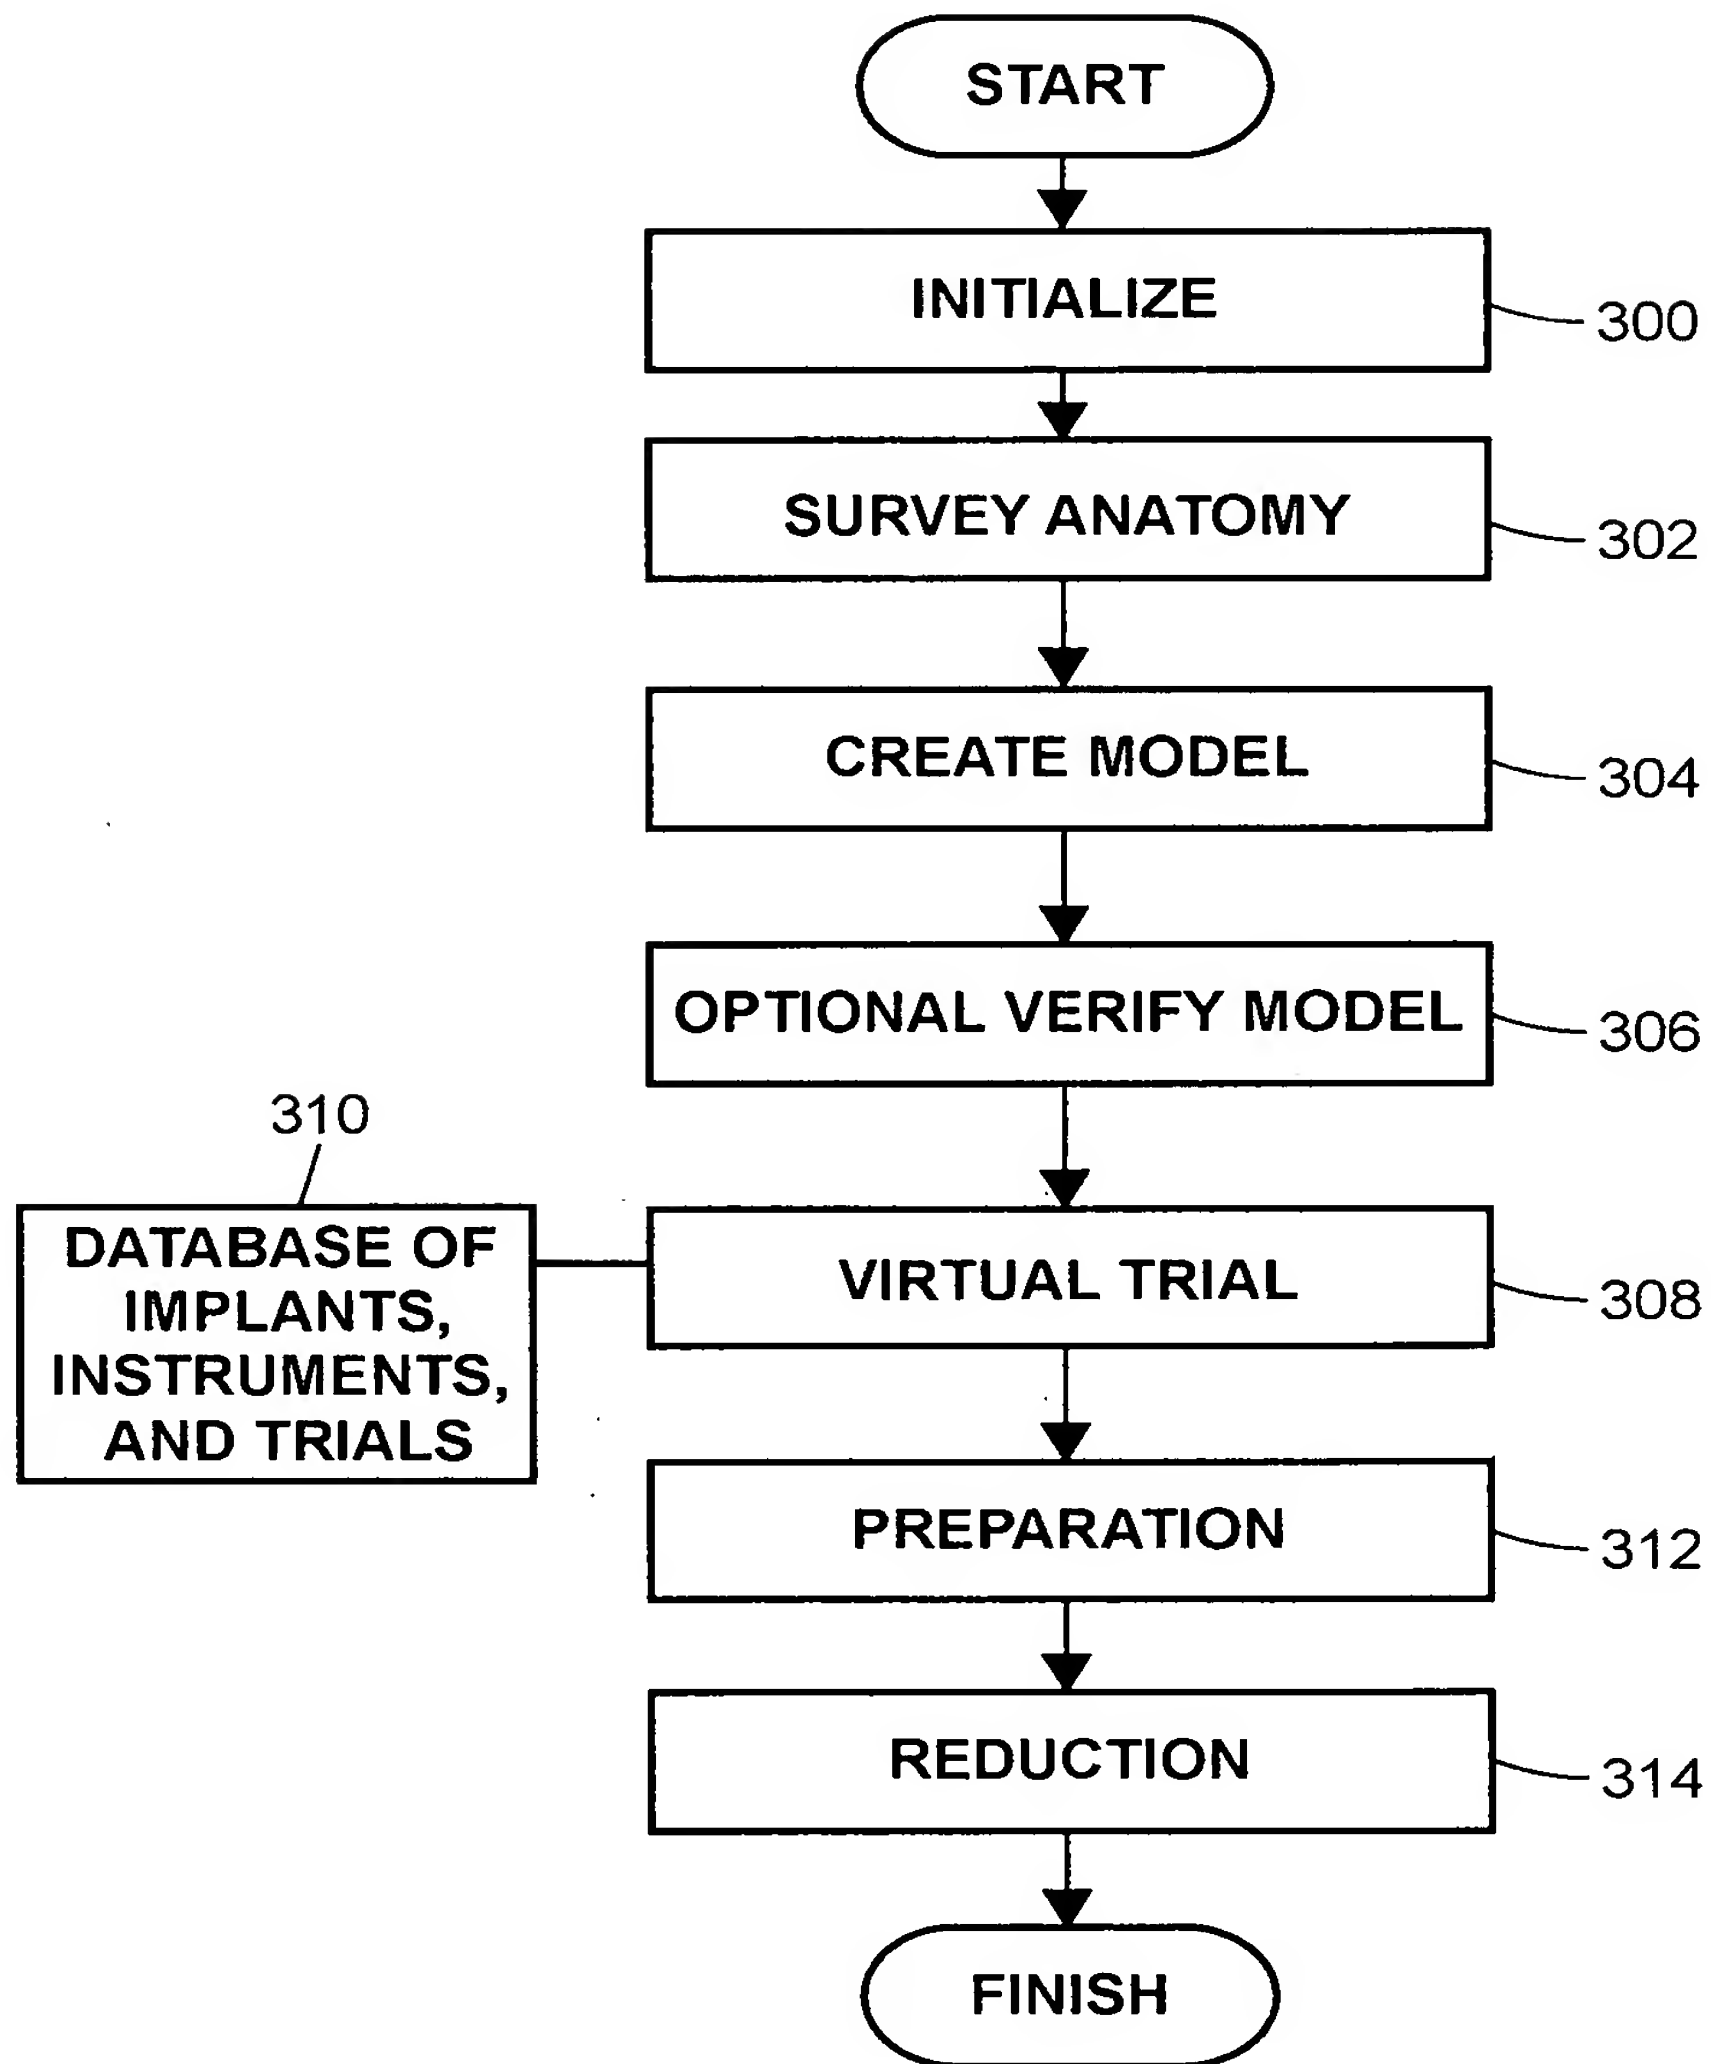 START
INITIALIZE
300
SURVEY ANATOMY
302
CREATE MODEL
304
OPTIONAL VERIFY MODEL
306
310
DATABASE OF
IMPLANTS,
INSTRUMENTS,
AND TRIALS
VIRTUAL TRIAL
308
PREPARATION
312
REDUCTION
314
FINISH